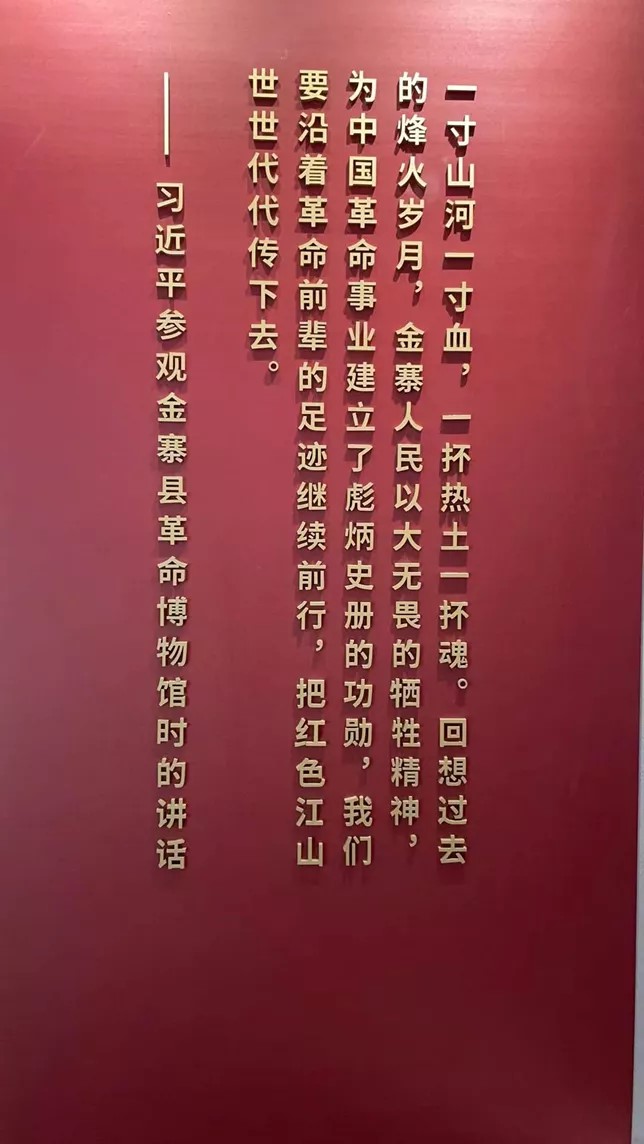 一寸山河一寸血，一抔热土一抔魂。回想过去
的烽火岁月，金寨人民以大无畏的牺牲精神，
为中国革命事业建立了彪炳史册的功勋，我们
要沿着革命前辈的足迹继续前行，把红色江山
世世代代传下去。
——习近平参观金寨县革命博物馆时的讲话